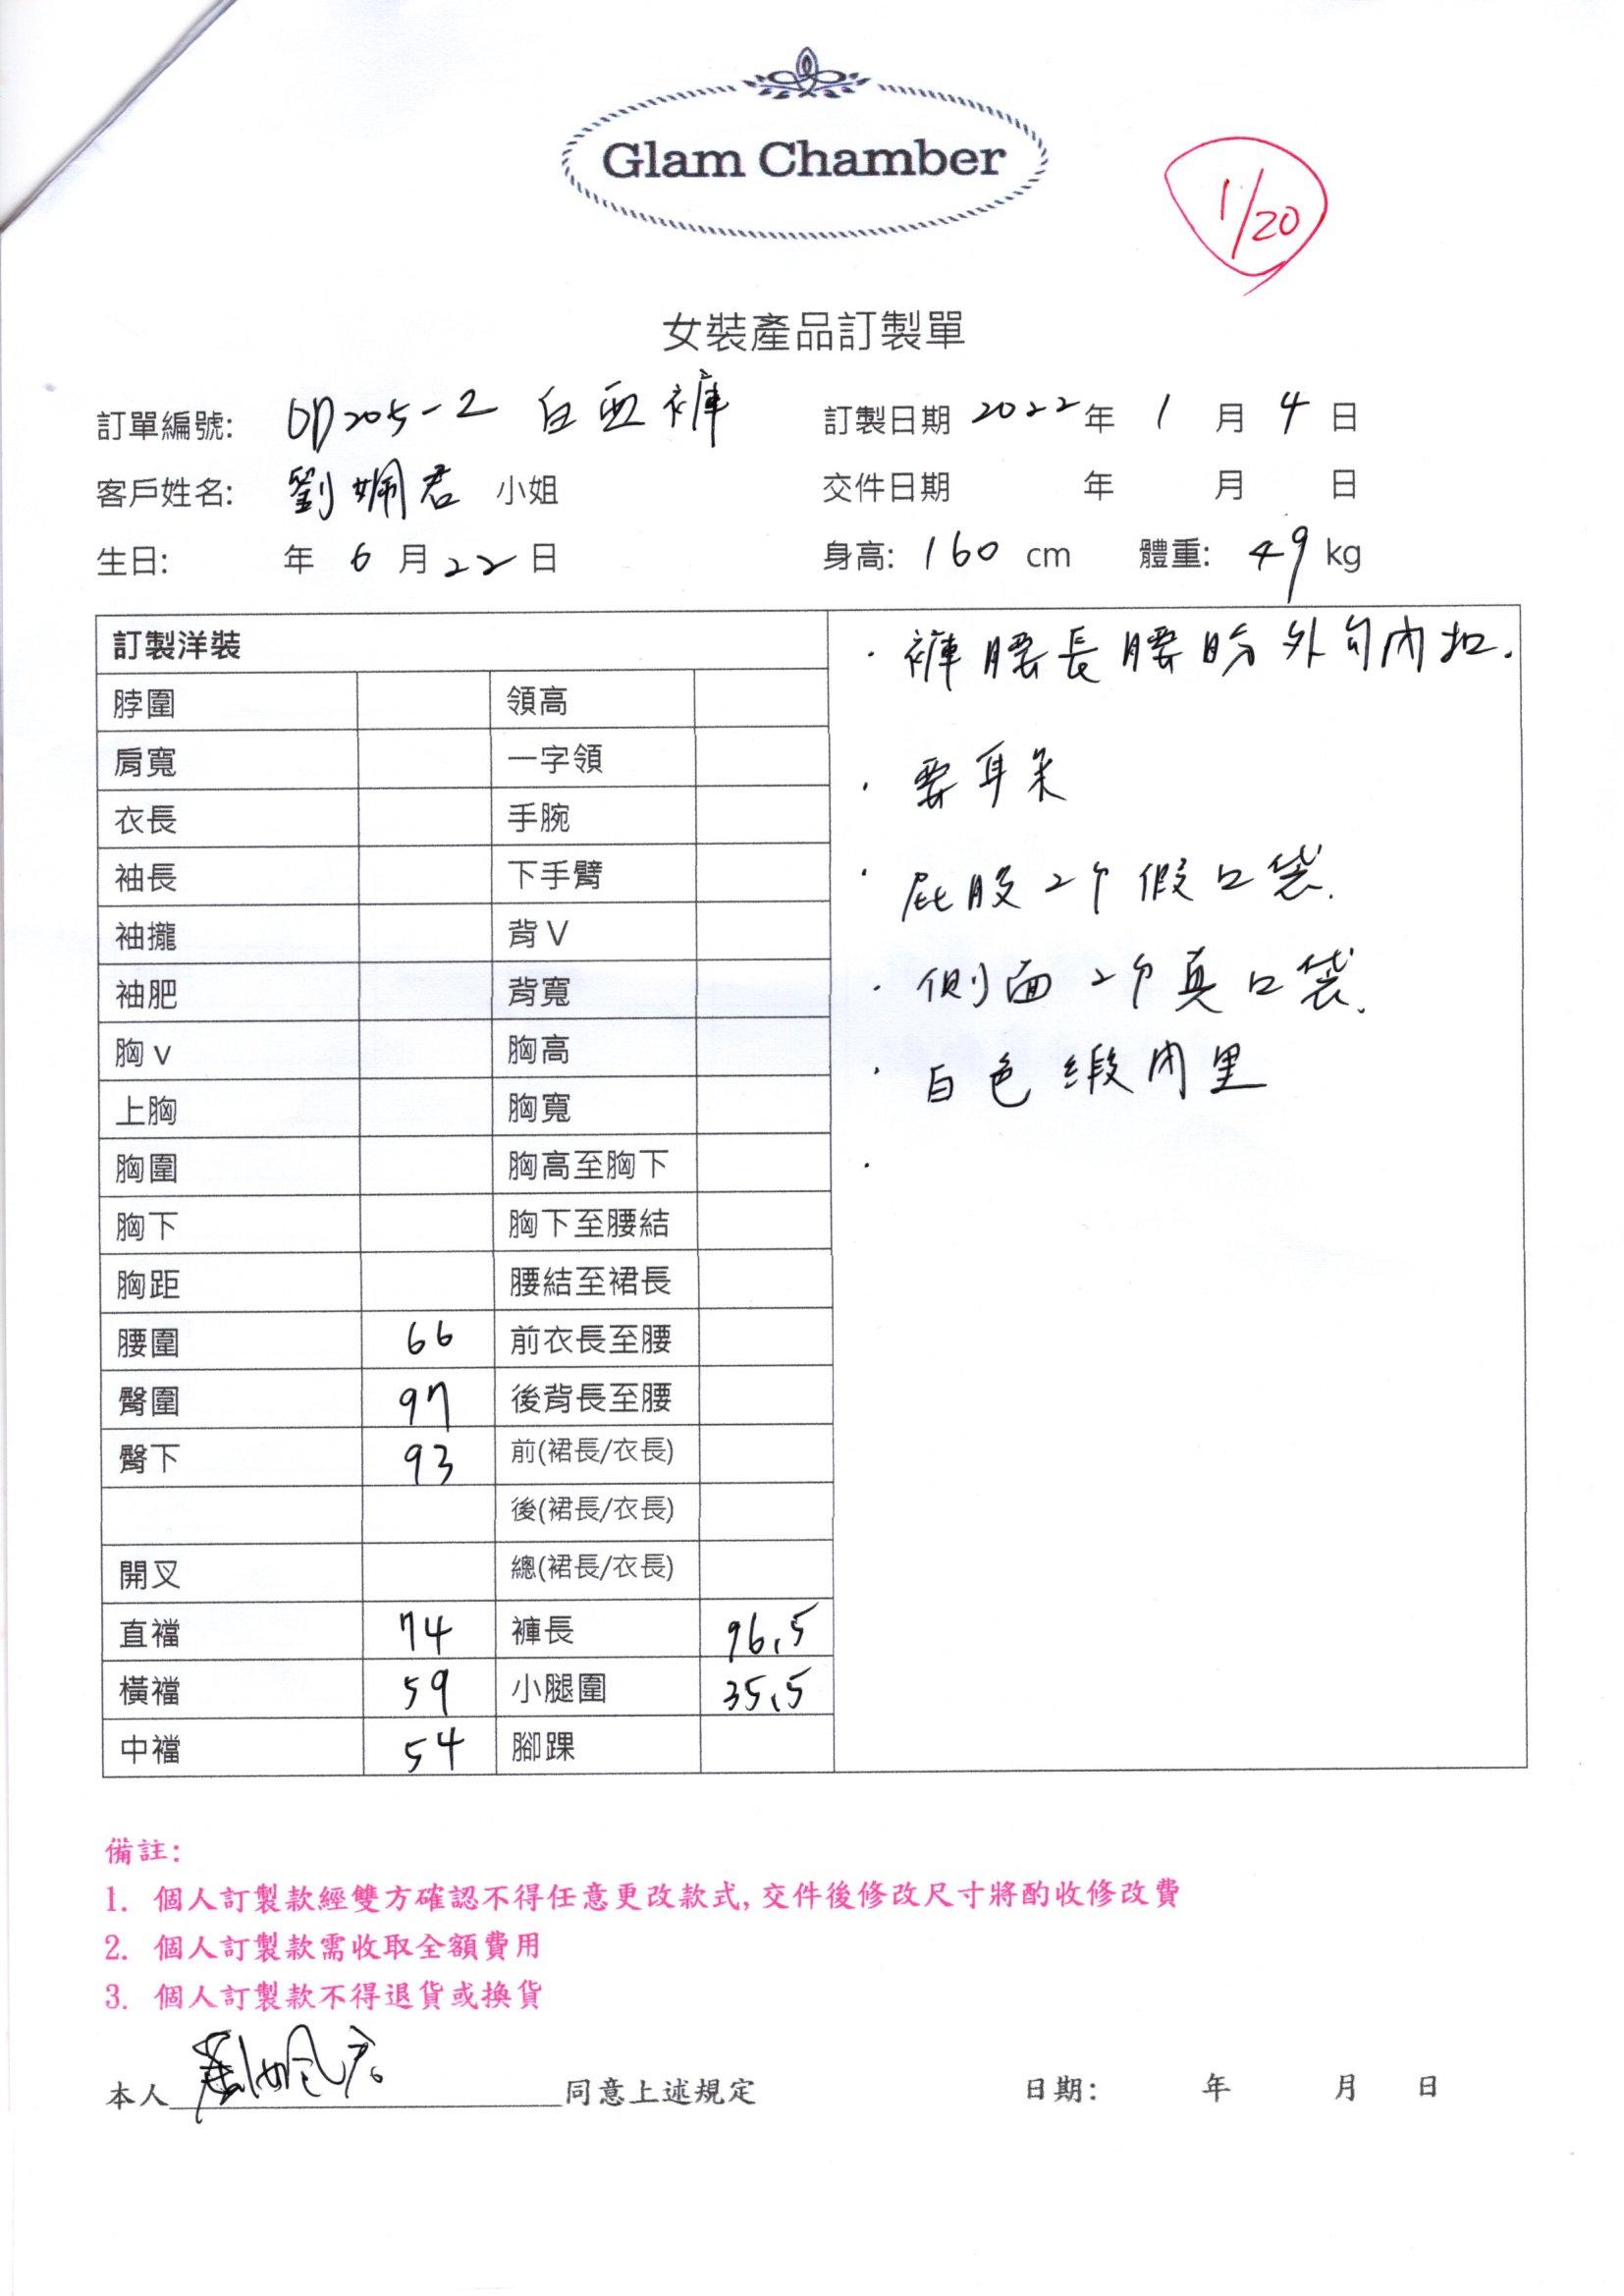 Glam Chamber
1/20
女裝產品訂製單
訂單編號: OD205-2 白西褲 訂製日期 2022年 1 月 4 日
客戶姓名: 劉姵君 小姐 交件日期 年 月 日
生日: 年 6 月 22 日 身高: 160 cm 體重: 49 kg
訂製洋裝
脖圍 領高
肩寬 一字領
衣長 手腕
袖長 下手臂
袖攏 背V
袖肥 背寬
胸v 胸高
上胸 胸寬
胸圍 胸高至胸下
胸下 胸下至腰結
胸距 腰結至裙長
腰圍 66 前衣長至腰
臀圍 97 後背長至腰
臀下 93 前(裙長/衣長)
後(裙長/衣長)
開叉 總(裙長/衣長)
直襠 74 褲長 96.5
橫襠 59 小腿圍 35.5
中襠 54 腳踝
· 褲腰長腰 外勾內扣.
· 要耳朵
· 屁股2个假口袋.
· 側面2个真口袋.
· 白色緞內里
·
備註:
1. 個人訂製款經雙方確認不得任意更改款式, 交件後修改尺寸將酌收修改費
2. 個人訂製款需收取全額費用
3. 個人訂製款不得退貨或換貨
本人 劉姵君 同意上述規定 日期: 年 月 日